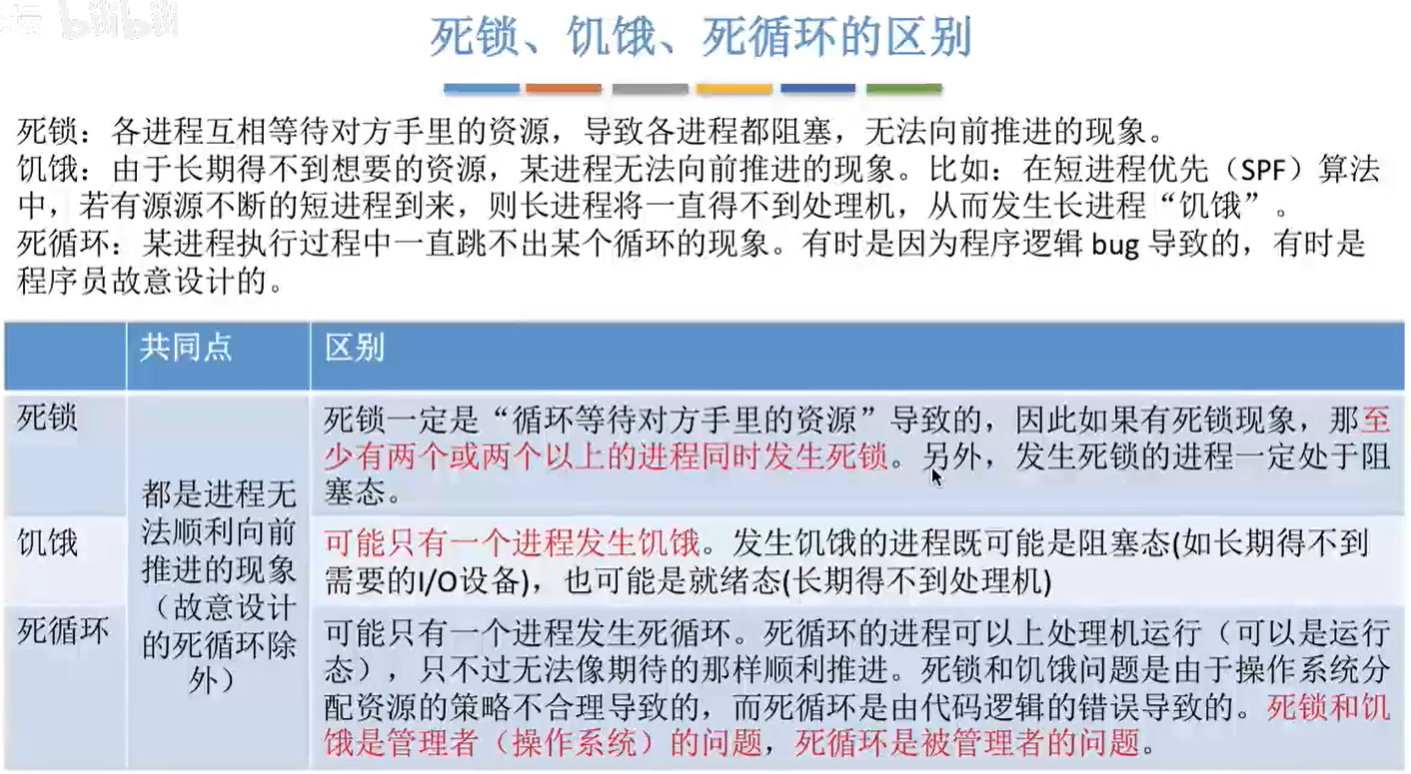 坛 bilibili
死锁、饥饿、死循环的区别
死锁：各进程互相等待对方手里的资源，导致各进程都阻塞，无法向前推进的现象。
饥饿：由于长期得不到想要的资源，某进程无法向前推进的现象。比如：在短进程优先（SPF）算法
中，若有源源不断的短进程到来，则长进程将一直得不到处理机，从而发生长进程“饥饿”。
死循环：某进程执行过程中一直跳不出某个循环的现象。有时是因为程序逻辑 bug 导致的，有时是
程序员故意设计的。
共同点
区别
死锁
死锁一定是“循环等待对方手里的资源”导致的，因此如果有死锁现象，那至
少有两个或两个以上的进程同时发生死锁。另外，发生死锁的进程一定处于阻
塞态。
都是进程无
法顺利向前
推进的现象
（故意设计
的死循环除
外）
饥饿
可能只有一个进程发生饥饿。发生饥饿的进程既可能是阻塞态(如长期得不到
需要的I/O设备)，也可能是就绪态(长期得不到处理机)
死循环
可能只有一个进程发生死循环。死循环的进程可以上处理机运行（可以是运行
态），只不过无法像期待的那样顺利推进。死锁和饥饿问题是由于操作系统分
配资源的策略不合理导致的，而死循环是由代码逻辑的错误导致的。死锁和饥
饿是管理者（操作系统）的问题，死循环是被管理者的问题。